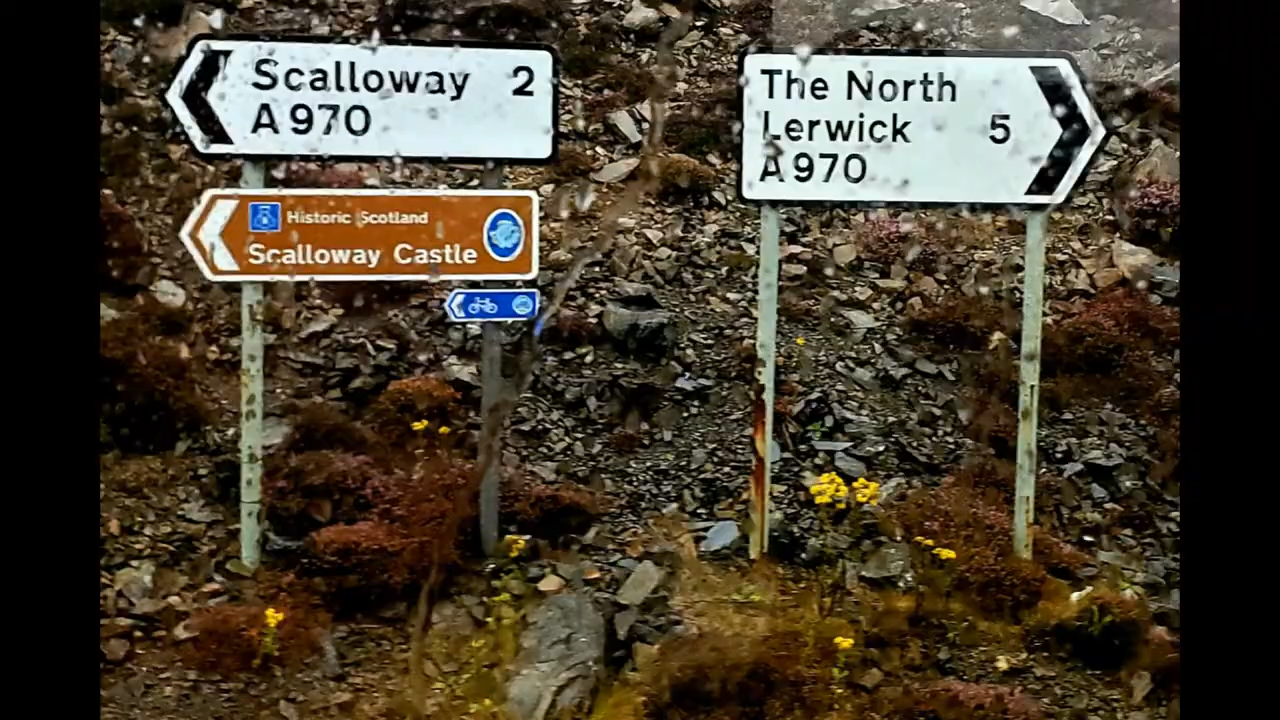 Scalloway 2
A970
Historic Scotland
Scalloway Castle
The North
Lerwick 5
A970